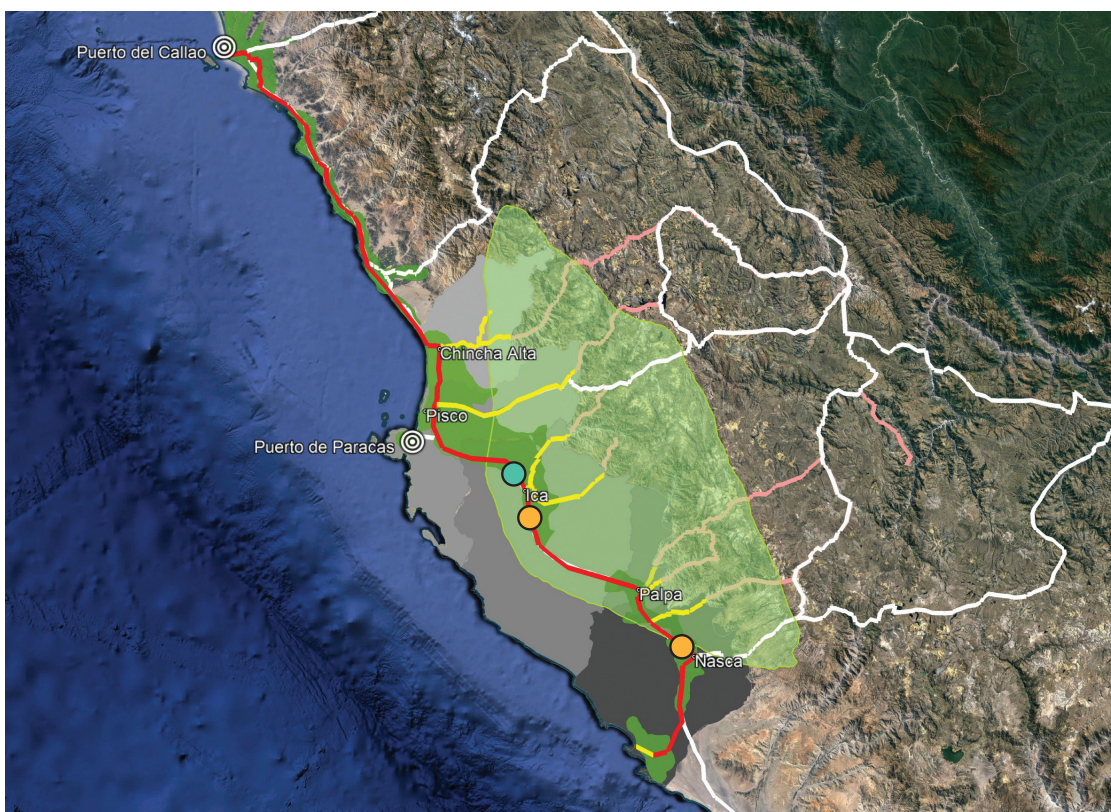 Puerto del Callao
Chincha Alta
Pisco
Puerto de Paracas
Ica
Palpa
Nasca